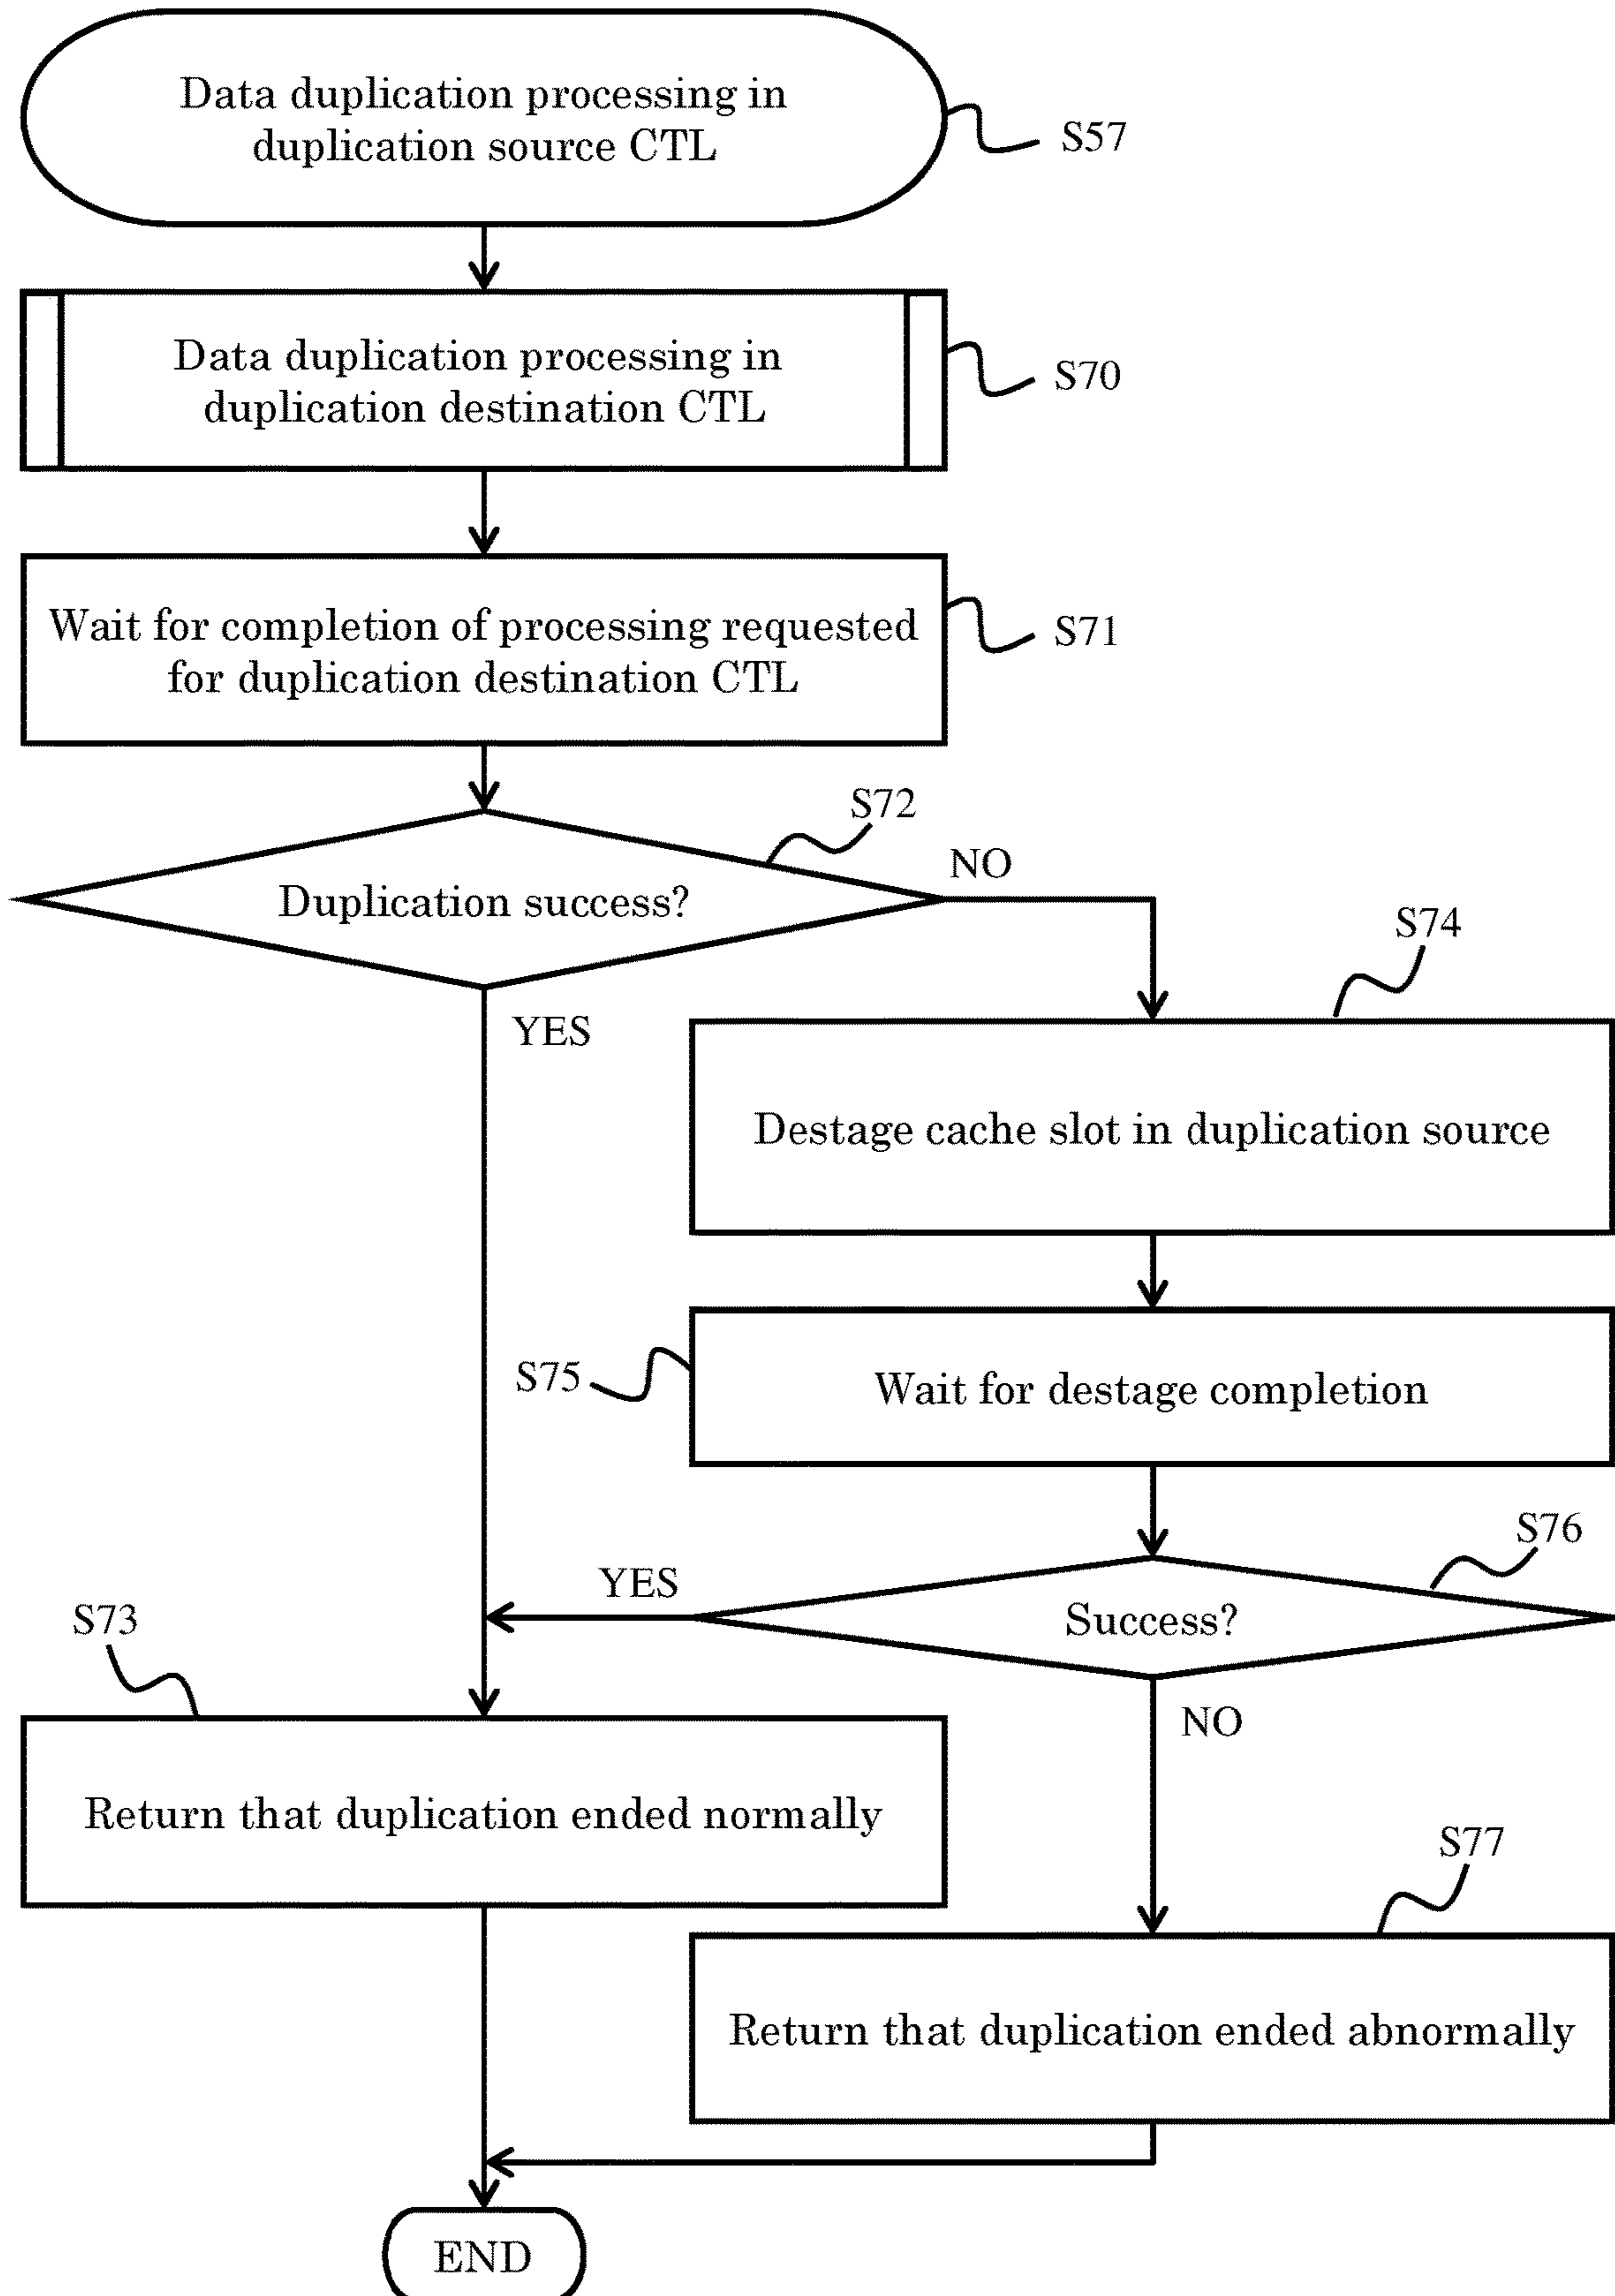 Data duplication processing in
duplication source CTL
S57
Data duplication processing in
duplication destination CTL
S70
Wait for completion of processing requested
for duplication destination CTL
S71
S72
Duplication success?
NO
YES
S74
Destage cache slot in duplication source
S75
Wait for destage completion
S76
Success?
YES
NO
S73
Return that duplication ended normally
S77
Return that duplication ended abnormally
END